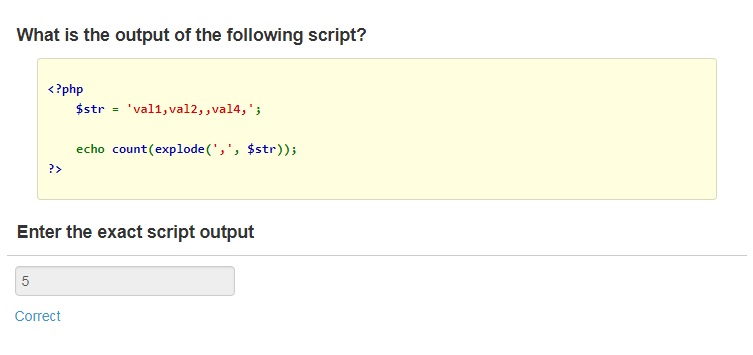 What is the output of the following script?
<?php
$str = 'val1,val2,,val4,';
echo count(explode(',', $str));
?>
Enter the exact script output
5
Correct